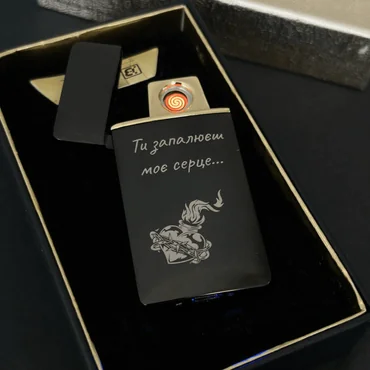 Ти запалюєш
моє серце...